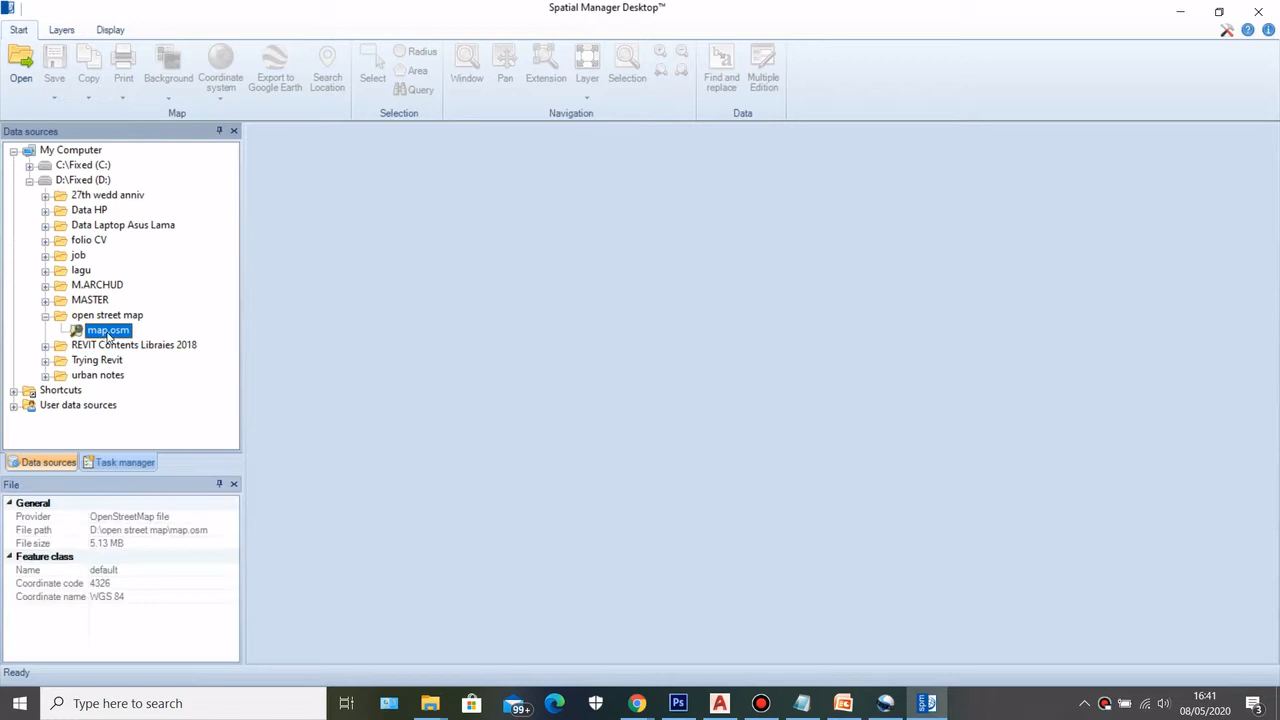 Spatial Manager Desktop™
Start Layers Display
Open Save Copy Print Background Coordinate system Export to Google Earth Search Location
Map
Select Radius Area Query
Selection
Window Pan Extension Layer Selection
Navigation
Find and replace Multiple Edition
Data
Data sources
My Computer
C:\Fixed (C:)
D:\Fixed (D:)
27th wedd anniv
Data HP
Data Laptop Asus Lama
folio CV
job
lagu
M.ARCHUD
MASTER
open street map
map.osm
REVIT Contents Libraies 2018
Trying Revit
urban notes
Shortcuts
User data sources
Data sources Task manager
File
General
Provider OpenStreetMap file
File path D:\open street map\map.osm
File size 5.13 MB
Feature class
Name default
Coordinate code 4326
Coordinate name WGS 84
Ready
Type here to search
99+
Ps
A
spm
16:41
08/05/2020
3